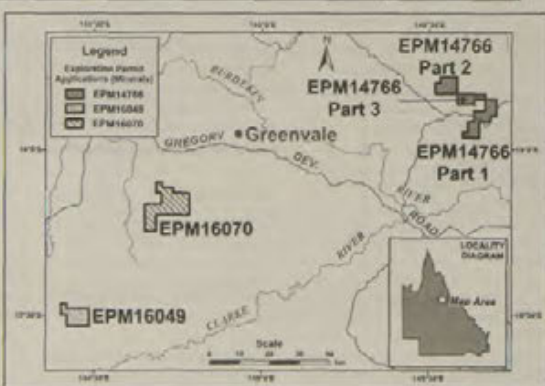 Legend
Exploration Permit
Applications (Minerals)
EPM14766
EPM16049
EPM16070
EPM14766
Part 2
EPM14766
Part 3
EPM14766
Part 1
BURDEKIN
RIVER
Greenvale
GREGORY DEV. ROAD
EPM16070
EPM16049
CLARKE RIVER
Scale
LOCALITY
DIAGRAM
Map Area